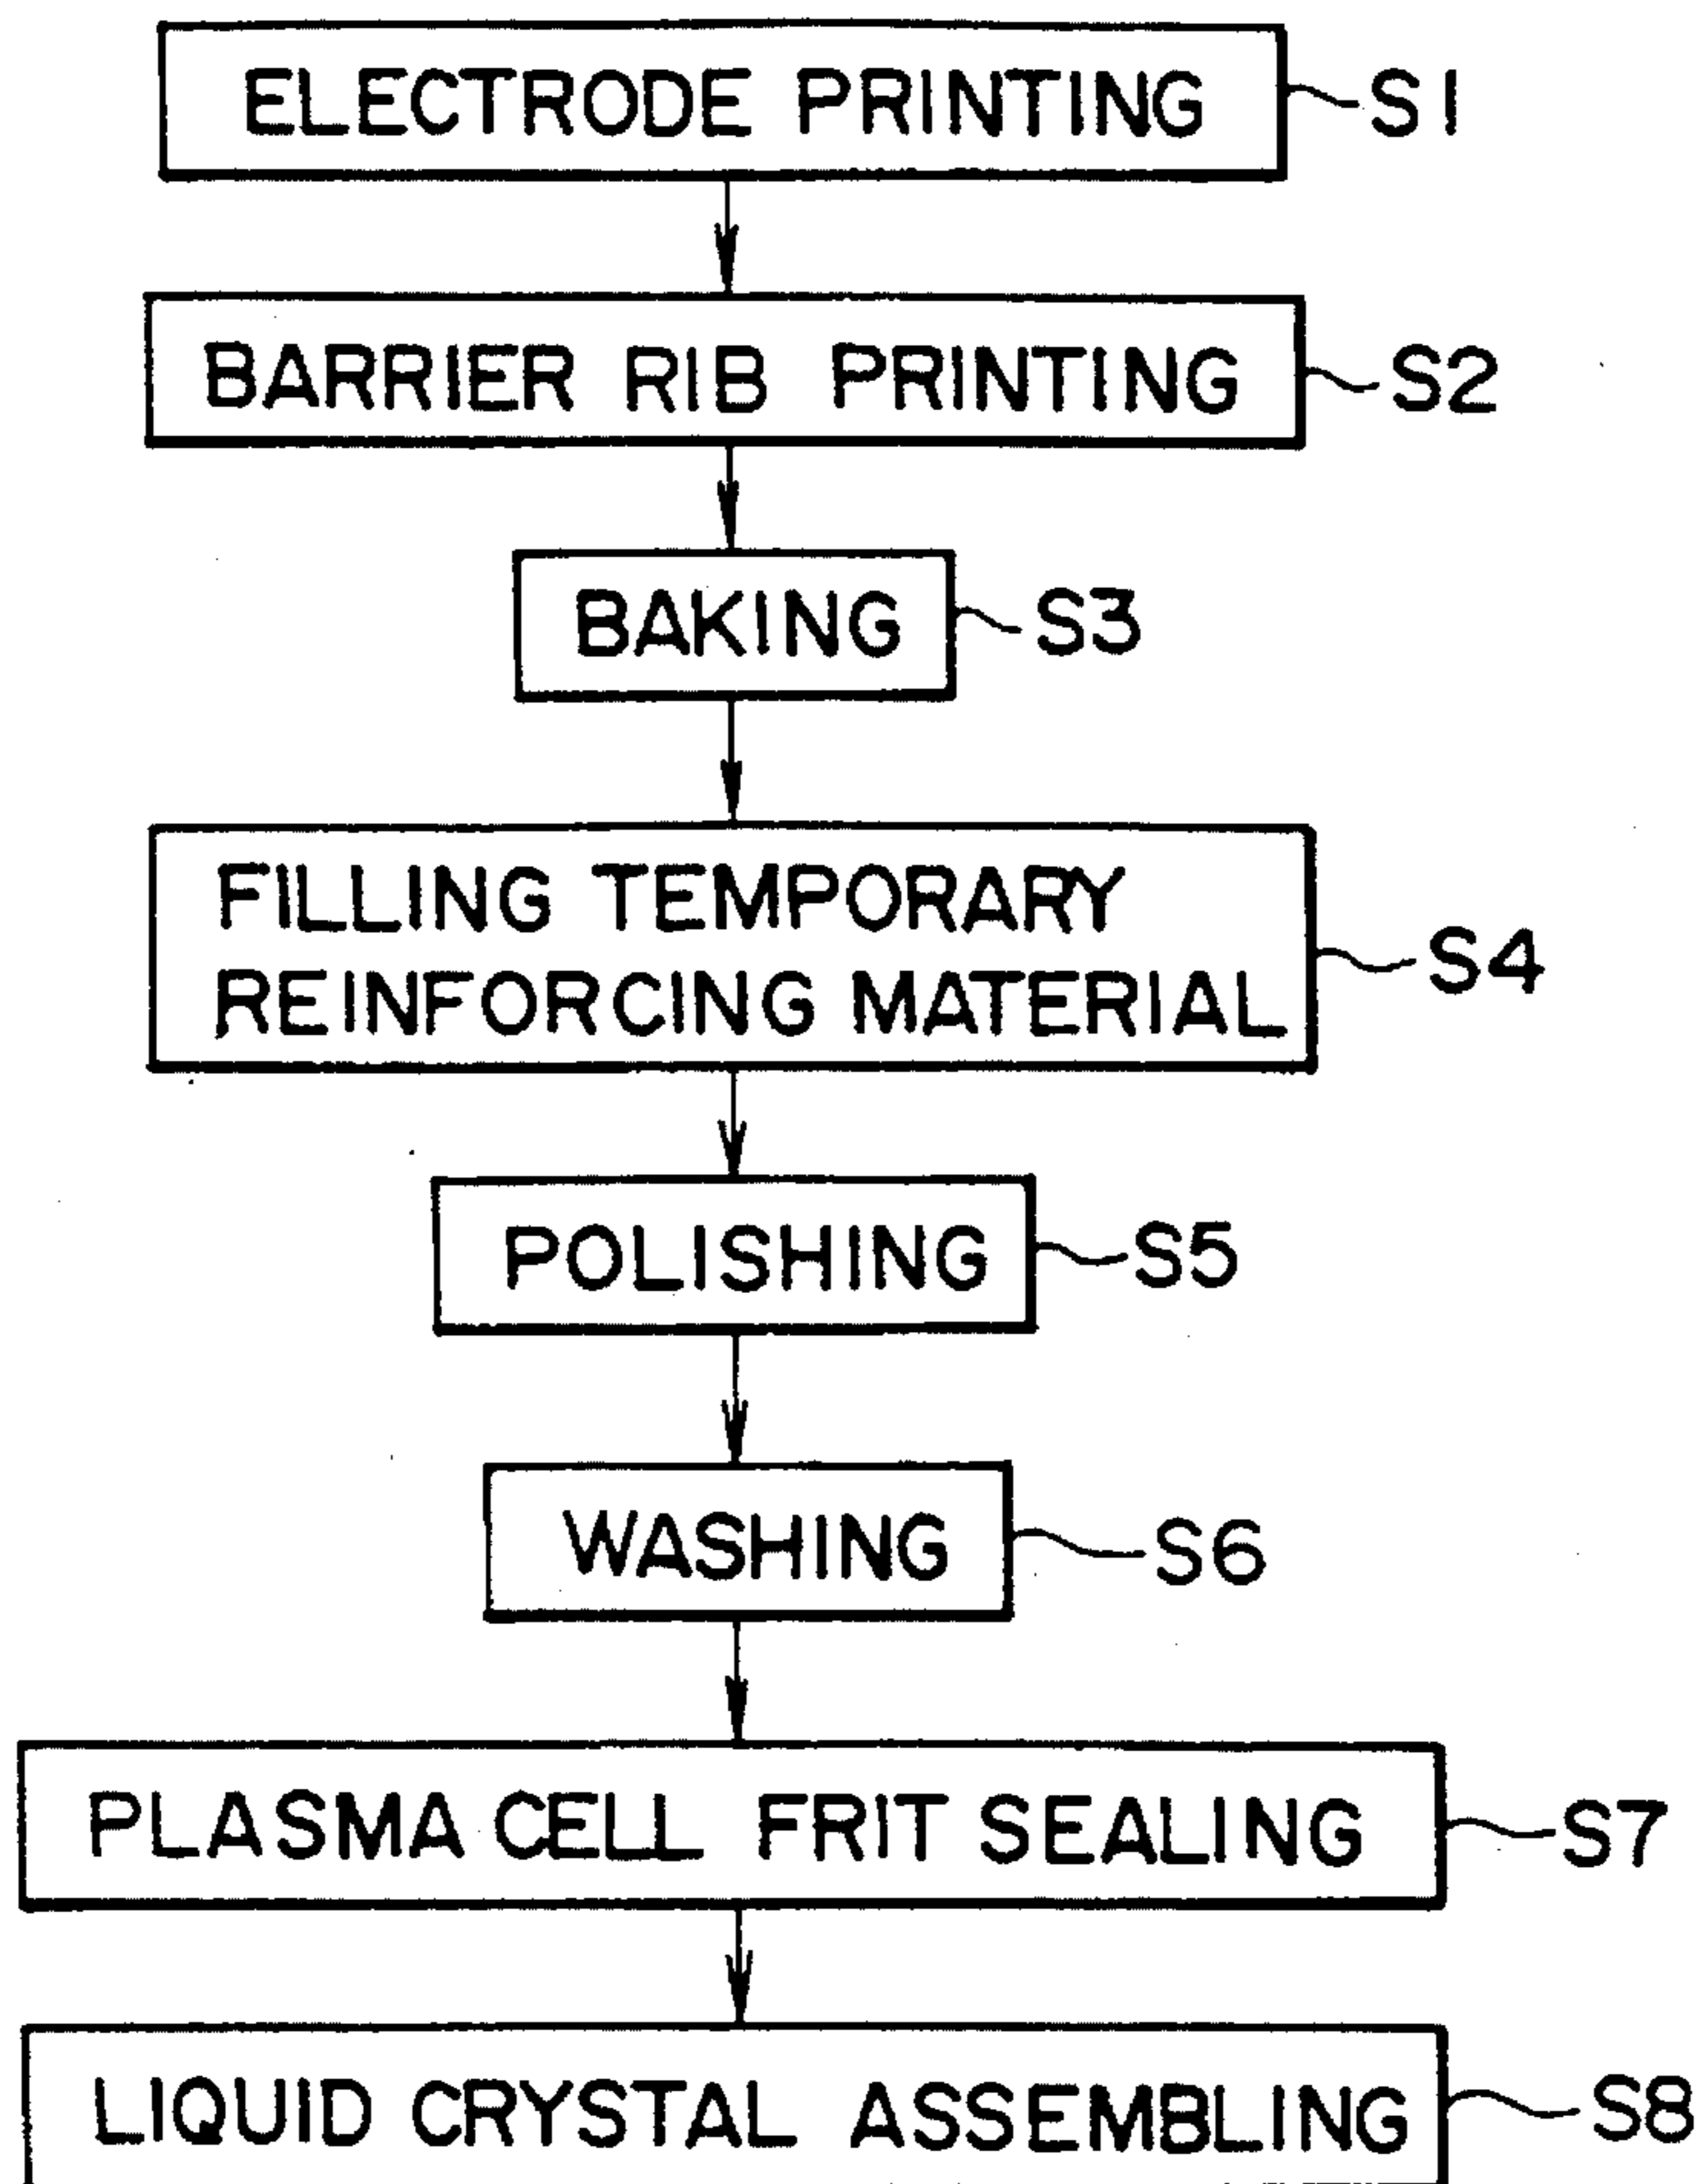 ELECTRODE PRINTING S1
BARRIER RIB PRINTING S2
BAKING S3
FILLING TEMPORARY
REINFORCING MATERIAL S4
POLISHING S5
WASHING S6
PLASMA CELL FRIT SEALING S7
LIQUID CRYSTAL ASSEMBLING S8